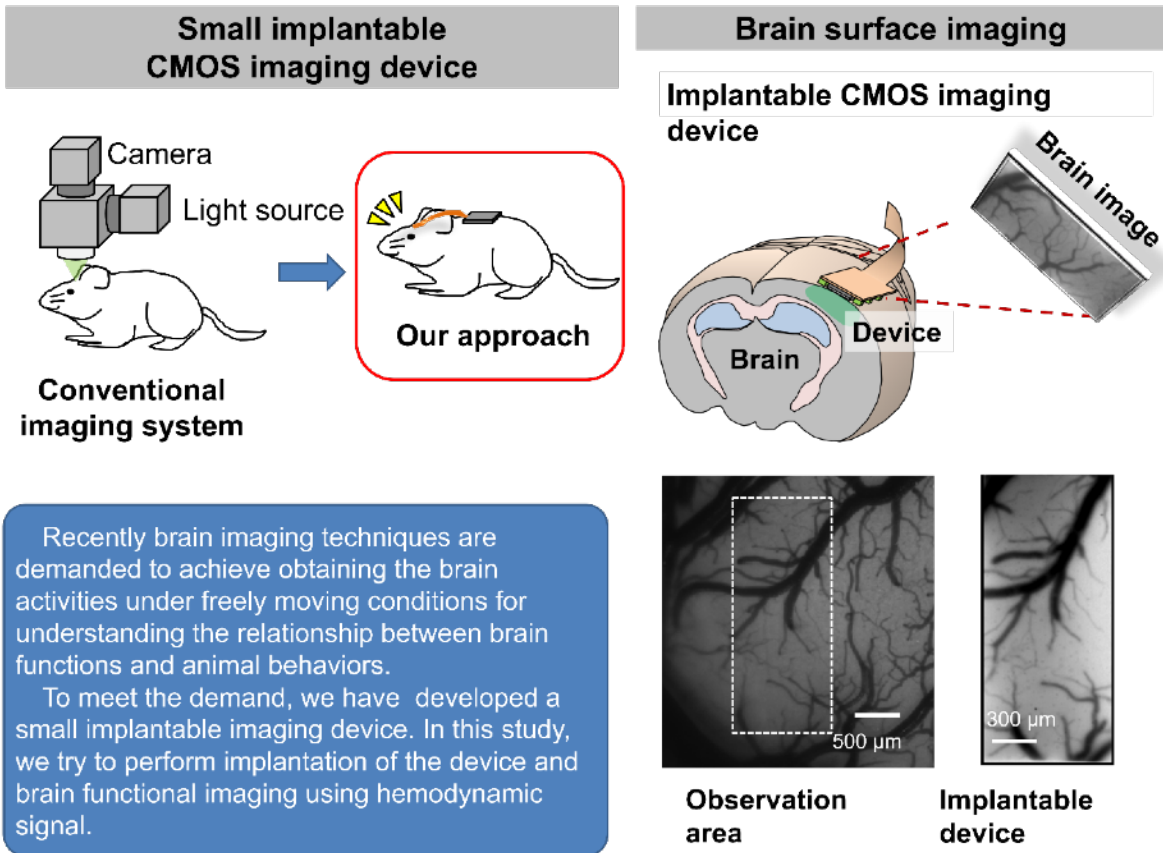 Small implantable
CMOS imaging device
Camera
Light source
Our approach
Conventional
imaging system
Recently brain imaging techniques are
demanded to achieve obtaining the brain
activities under freely moving conditions for
understanding the relationship between brain
functions and animal behaviors.
To meet the demand, we have developed a
small implantable imaging device. In this study,
we try to perform implantation of the device and
brain functional imaging using hemodynamic
signal.
Brain surface imaging
Implantable CMOS imaging
device
Brain image
Device
Brain
500 µm
300 µm
Observation
area
Implantable
device